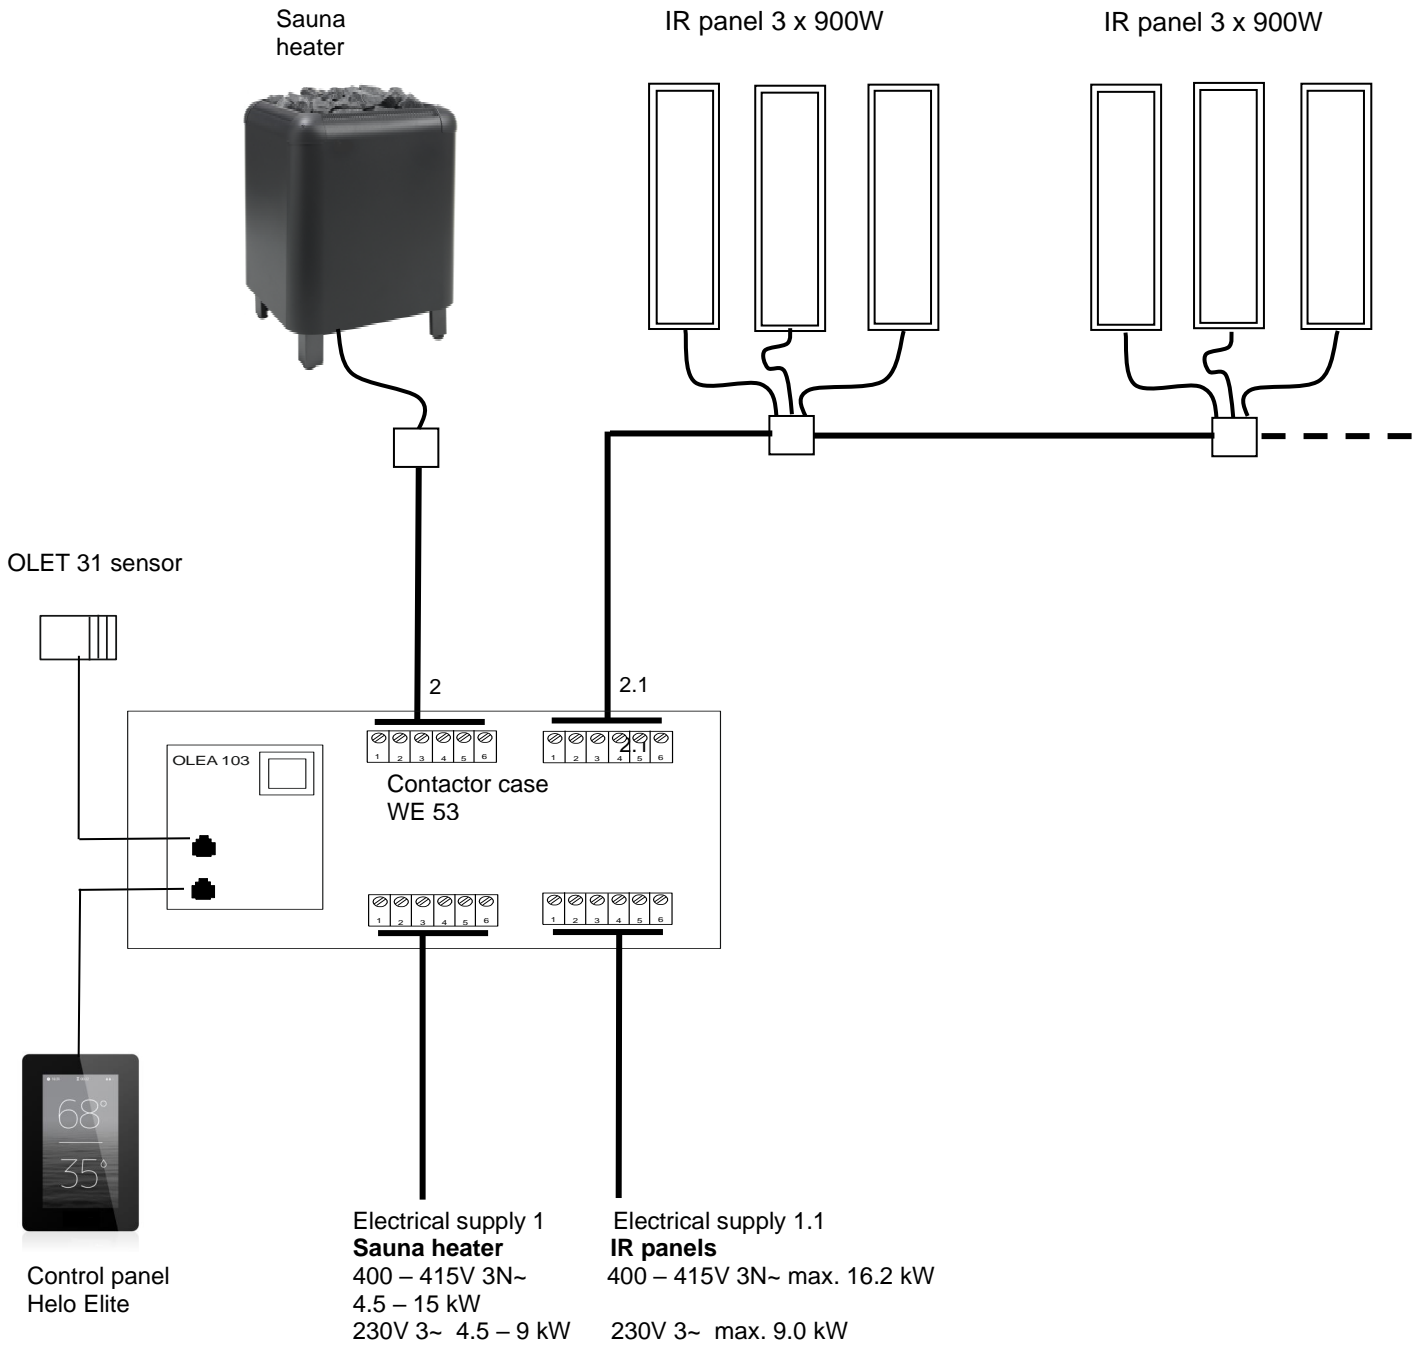 Sauna
heater
IR panel 3 x 900W
IR panel 3 x 900W
OLET 31 sensor
2
2.1
1 2 3 4 5 6
1 2 3 4 5 6
2.1
OLEA 103
Contactor case
WE 53
1 2 3 4 5 6
1 2 3 4 5 6
68°
35°
Control panel
Helo Elite
Electrical supply 1
Sauna heater
400 – 415V 3N~
4.5 – 15 kW
230V 3~ 4.5 – 9 kW
Electrical supply 1.1
IR panels
400 – 415V 3N~ max. 16.2 kW
230V 3~ max. 9.0 kW